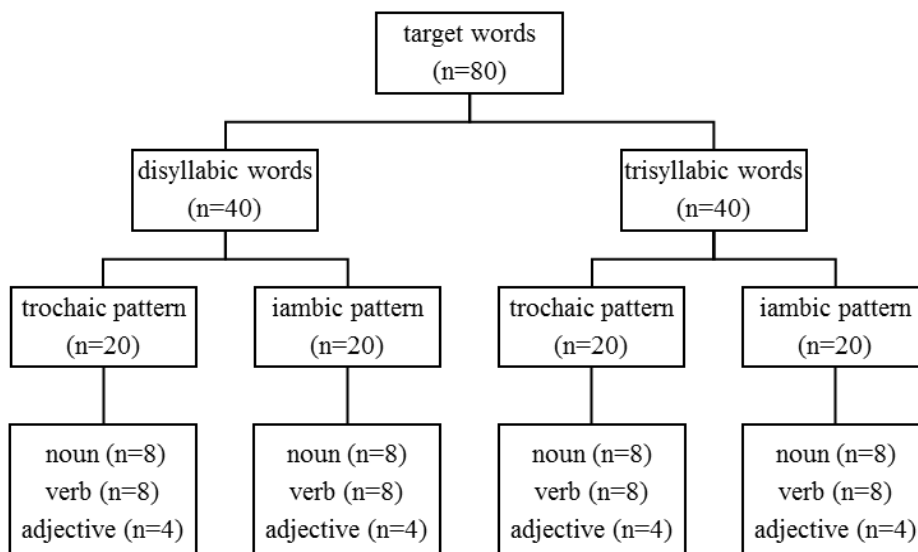 target words
(n=80)
disyllabic words
(n=40)
trisyllabic words
(n=40)
trochaic pattern
(n=20)
iambic pattern
(n=20)
trochaic pattern
(n=20)
iambic pattern
(n=20)
noun (n=8)
verb (n=8)
adjective (n=4)
noun (n=8)
verb (n=8)
adjective (n=4)
noun (n=8)
verb (n=8)
adjective (n=4)
noun (n=8)
verb (n=8)
adjective (n=4)